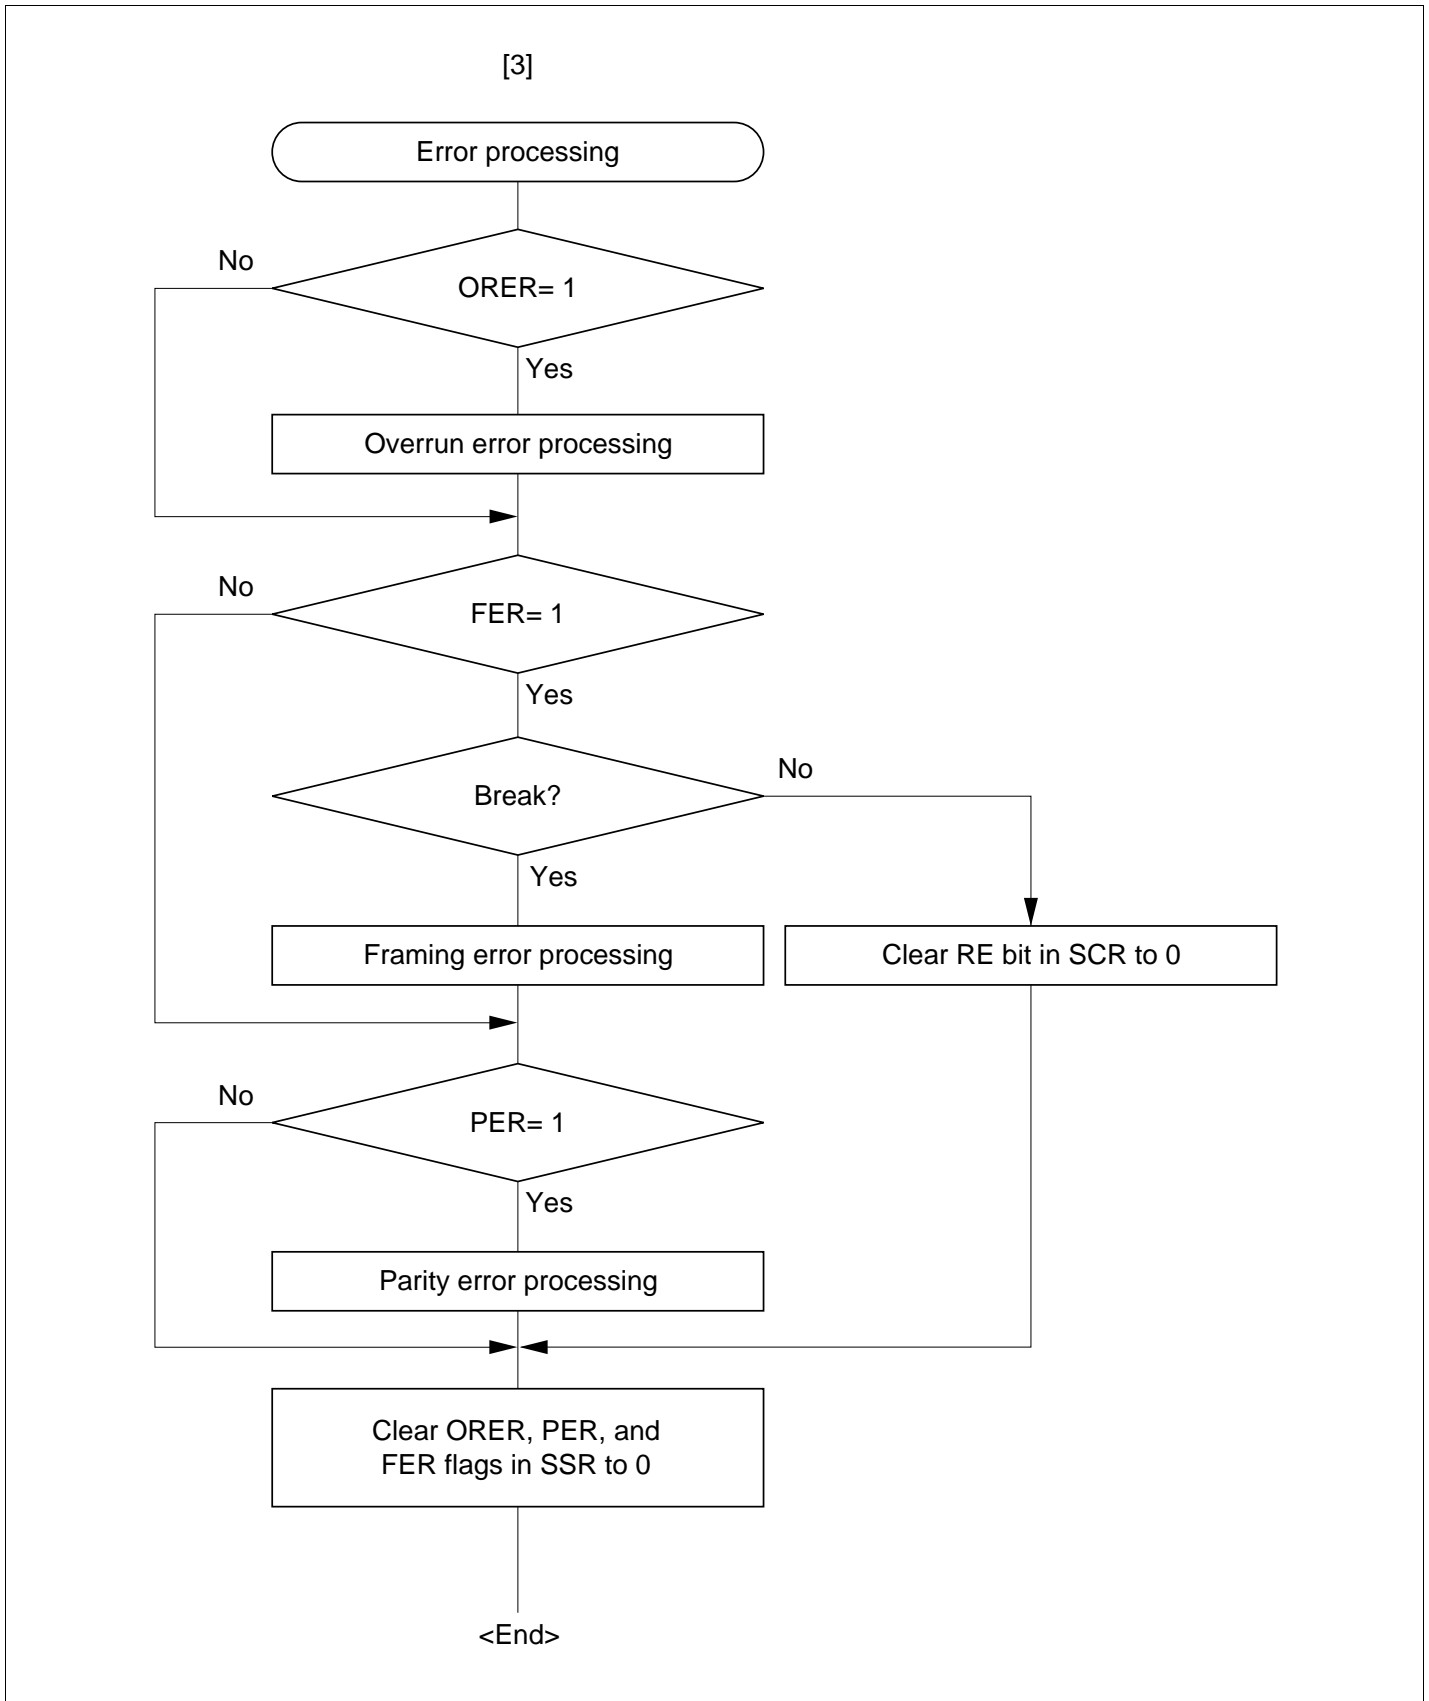 [3]
Error processing
No
ORER= 1
Yes
Overrun error processing
No
FER= 1
Yes
No
Break?
Yes
Framing error processing
Clear RE bit in SCR to 0
No
PER= 1
Yes
Parity error processing
Clear ORER, PER, and
FER flags in SSR to 0
<End>